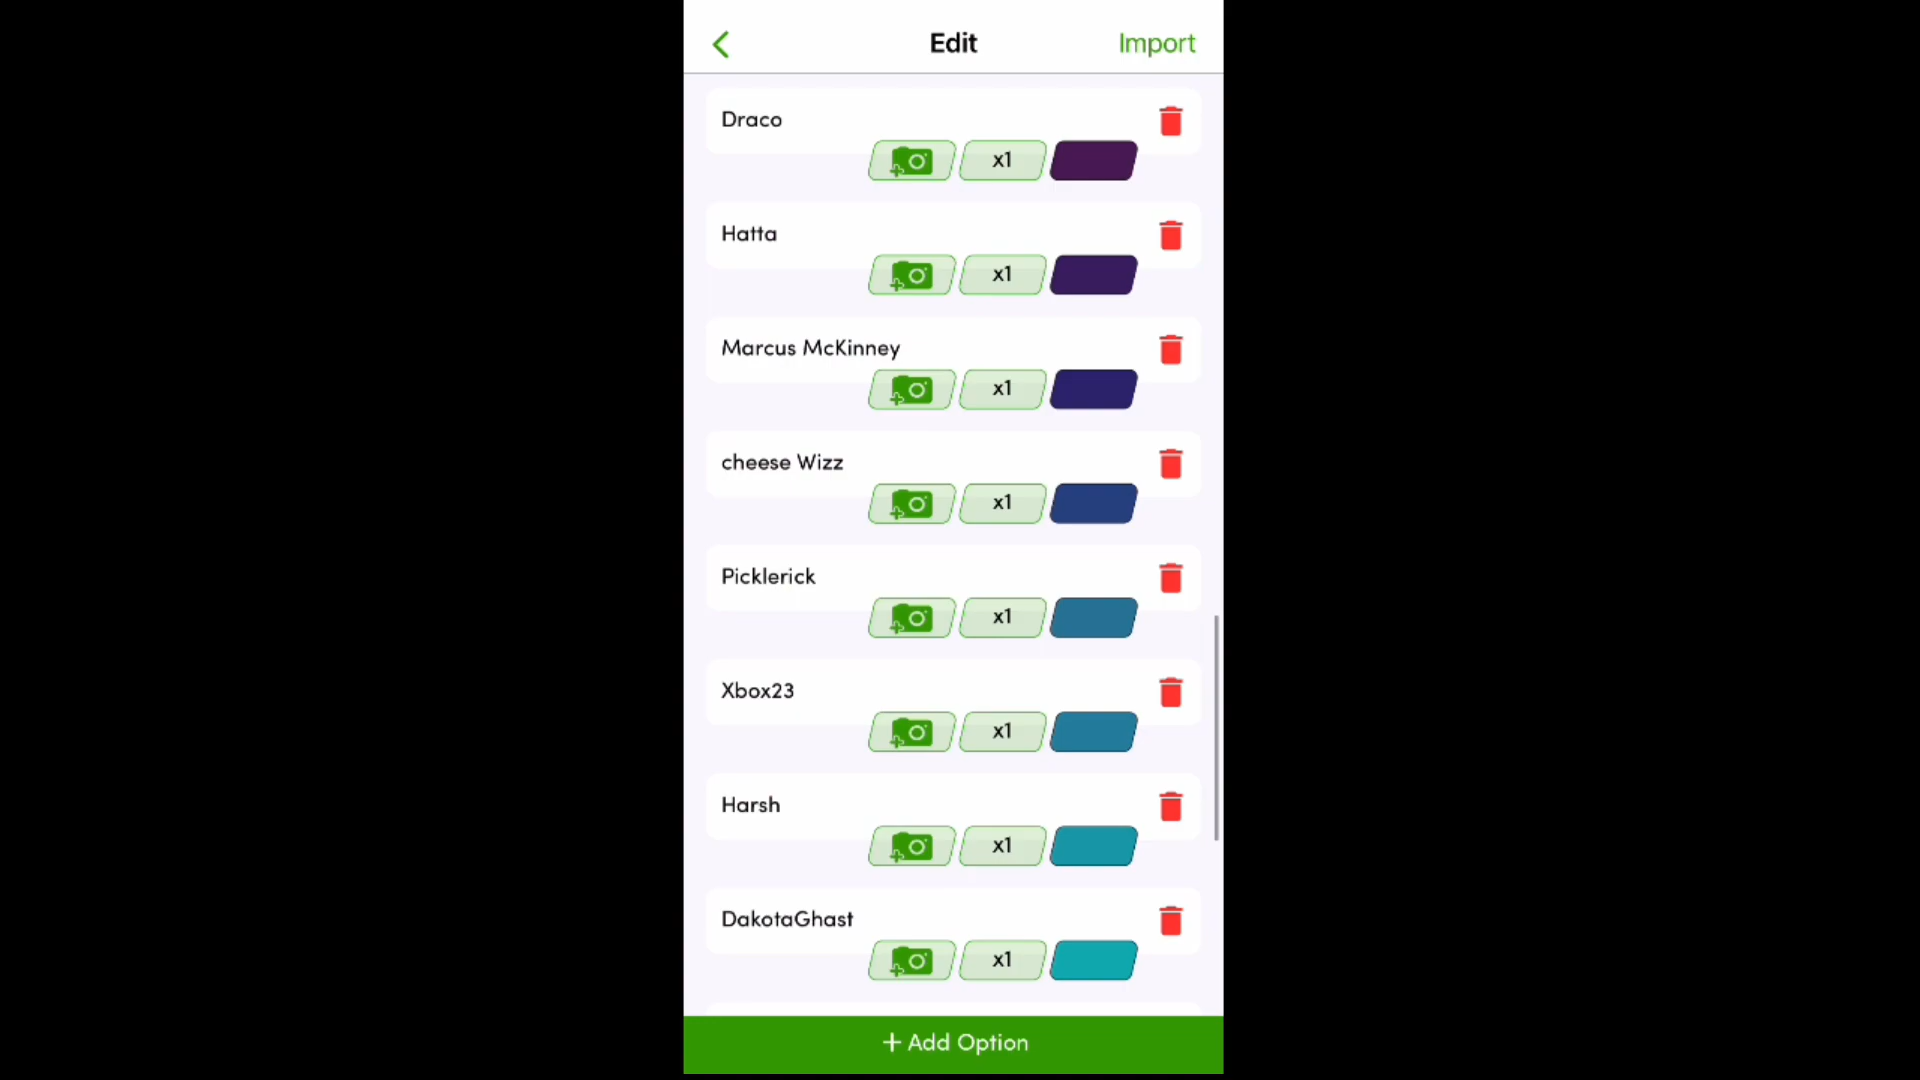 Edit
Import
Draco
x1
Hatta
x1
Marcus McKinney
x1
cheese Wizz
x1
Picklerick
x1
Xbox23
x1
Harsh
x1
DakotaGhast
x1
+ Add Option